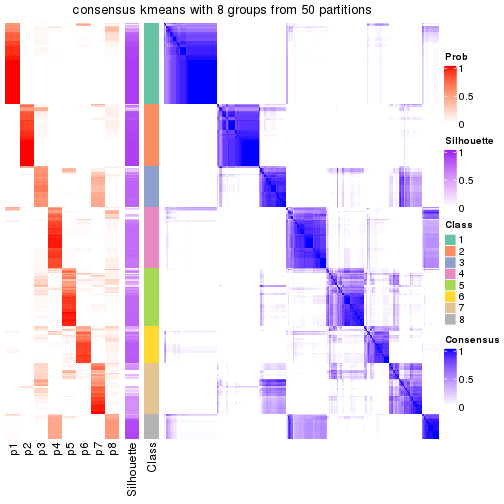 consensus kmeans with 8 groups from 50 partitions
Prob
1
0.5
0
Silhouette
1
0.5
0
Class
1
2
3
4
5
6
7
8
Consensus
1
0.5
0
p1
p2
p3
p4
p5
p6
p7
p8
Silhouette
Class